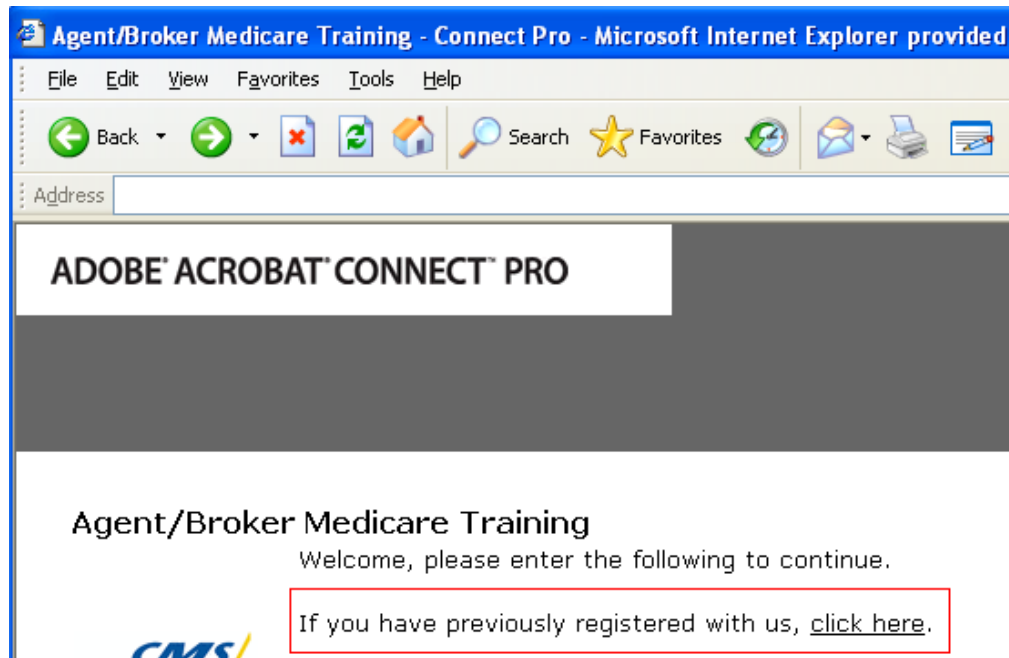 Agent/Broker Medicare Training - Connect Pro - Microsoft Internet Explorer provided
File Edit View Favorites Tools Help
Back Search Favorites
Address
ADOBE® ACROBAT® CONNECT™ PRO
Agent/Broker Medicare Training
Welcome, please enter the following to continue.
If you have previously registered with us, click here.
CMS